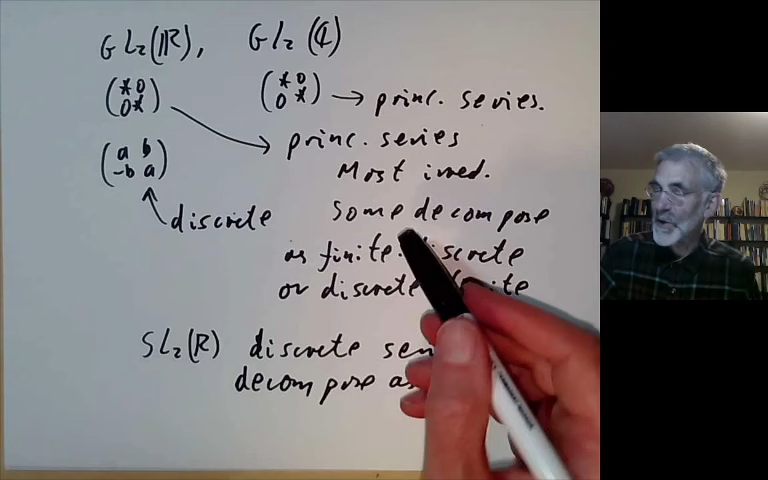 GL₂(ℝ), GL₂(ℂ)
(* 0
0 *)
(* 0
0 *) → princ. series.
princ. series
(a b
-b a)
Most irred.
discrete
Some decompose
as finite. discrete
or discrete
SL₂(R) discrete
decompose as